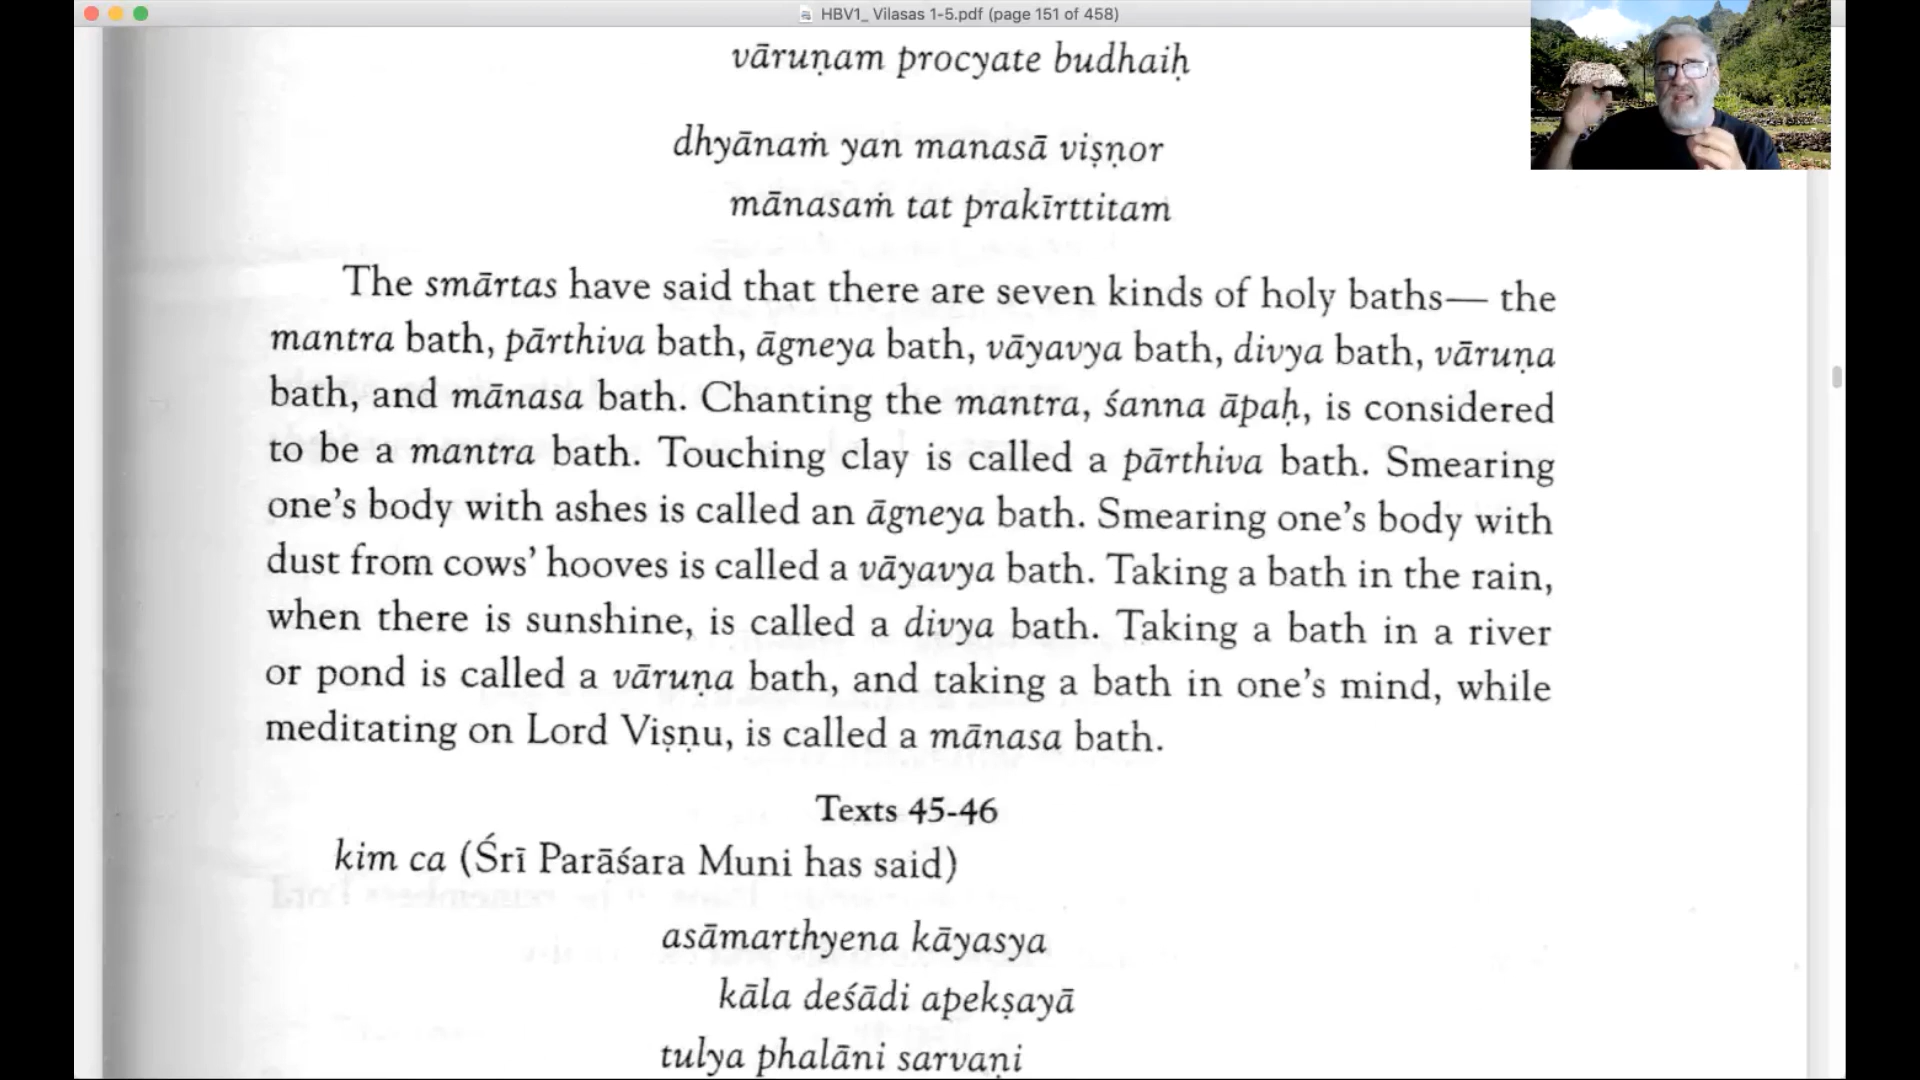 HBV1_ Vilasas 1-5.pdf (page 151 of 458)
vāruṇam procyate budhaiḥ
dhyānaṁ yan manasā viṣṇor
mānasaṁ tat prakīrttitam
The smārtas have said that there are seven kinds of holy baths— the
mantra bath, pārthiva bath, āgneya bath, vāyavya bath, divya bath, vāruṇa
bath, and mānasa bath. Chanting the mantra, śanna āpaḥ, is considered
to be a mantra bath. Touching clay is called a pārthiva bath. Smearing
one's body with ashes is called an āgneya bath. Smearing one's body with
dust from cows' hooves is called a vāyavya bath. Taking a bath in the rain,
when there is sunshine, is called a divya bath. Taking a bath in a river
or pond is called a vāruṇa bath, and taking a bath in one's mind, while
meditating on Lord Viṣṇu, is called a mānasa bath.
Texts 45-46
kim ca (Śrī Parāśara Muni has said)
asāmarthyena kāyasya
kāla deśādi apekṣayā
tulya phalāni sarvaṇi